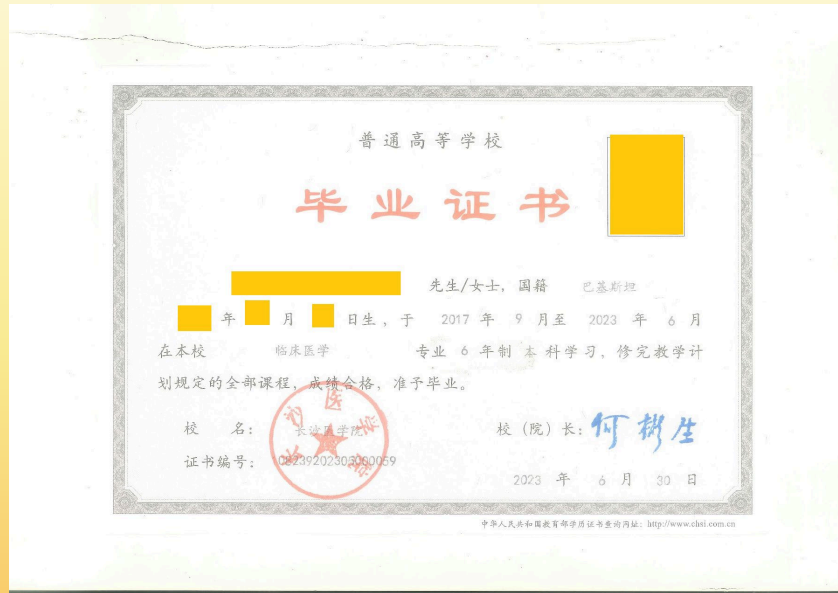 普通高等学校
毕业证书
先生/女士，国籍 巴基斯坦
年 月 日生，于 2017 年 9 月至 2023 年 6 月
在本校 临床医学 专业 6 年制 本 科学习，修完教学计
划规定的全部课程，成绩合格，准予毕业。
校 名： 长沙医学院 校（院）长：何彬生
证书编号： 2023 年 6 月 30 日
中华人民共和国教育部学历证书查询网址：http://www.chsi.com.cn